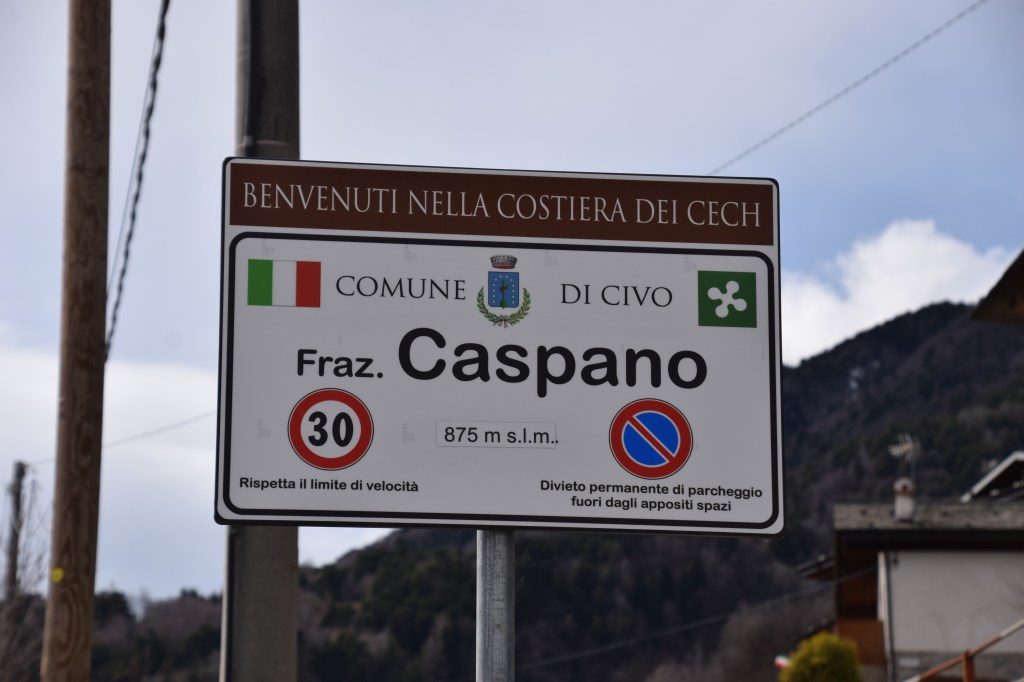 BENVENUTI NELLA COSTIERA DEI CECH
COMUNE DI CIVO
Fraz. Caspano
30
875 m s.l.m..
Rispetta il limite di velocità
Divieto permanente di parcheggio
fuori dagli appositi spazi